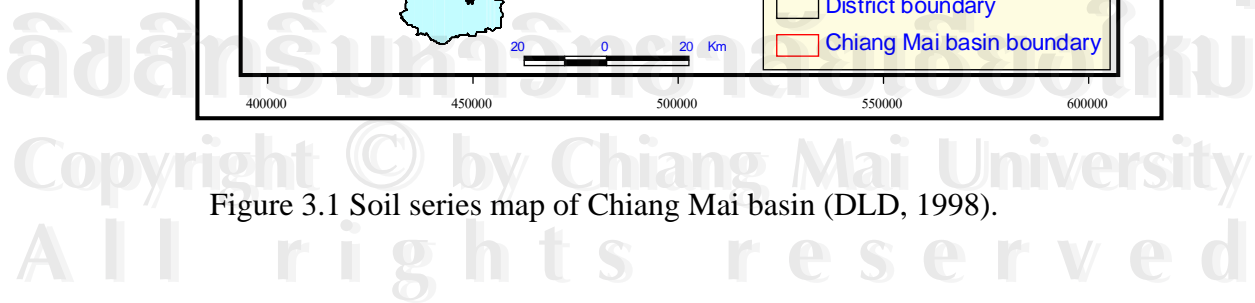 District boundary
20 0 20 Km
Chiang Mai basin boundary
400000 450000 500000 550000 600000
ลิขสิทธิ์มหาวิทยาลัยเชียงใหม่
Copyright © by Chiang Mai University
Figure 3.1 Soil series map of Chiang Mai basin (DLD, 1998).
All rights reserved